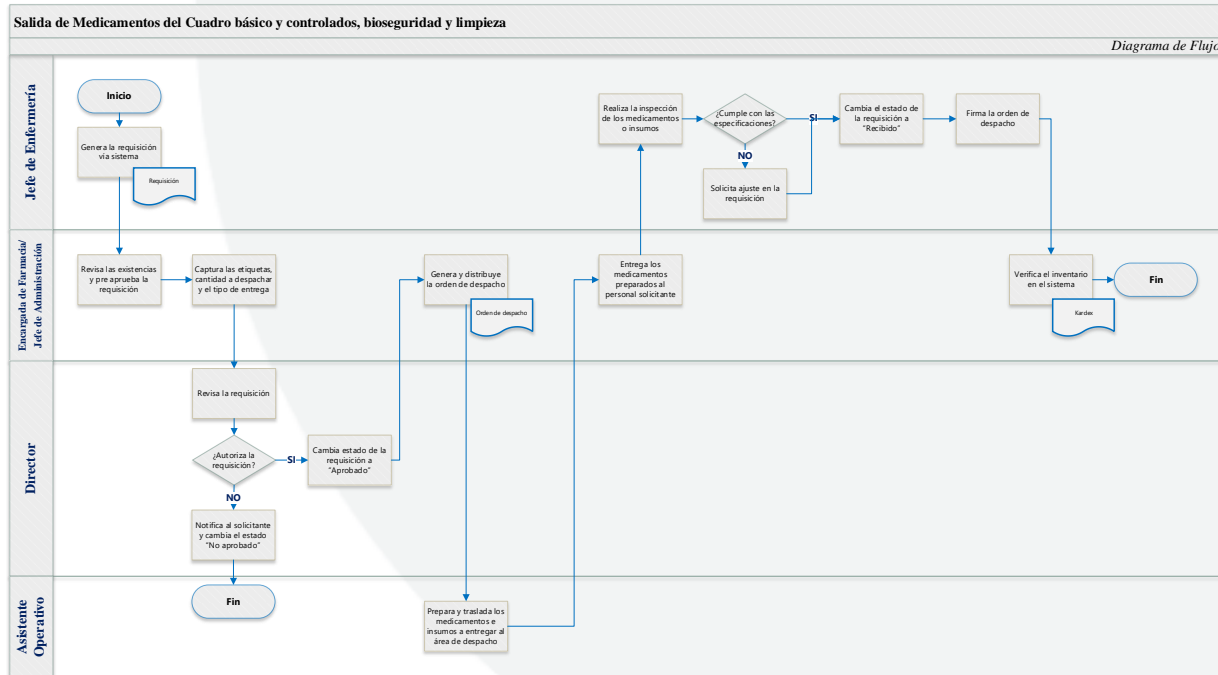 Salida de Medicamentos del Cuadro básico y controlados, bioseguridad y limpieza
Diagrama de Flujo
Jefe de Enfermería
Inicio
Genera la requisición
vía sistema
Requisición
Realiza la inspección
de los medicamentos
o insumos
¿Cumple con las
especificaciones?
SI
NO
Solicita ajuste en la
requisición
Cambia el estado de
la requisición a
"Recibido"
Firma la orden de
despacho
Encargada de Farmacia/
Jefe de Administración
Revisa las existencias
y pre aprueba la
requisición
Captura las etiquetas,
cantidad a despachar
y el tipo de entrega
Genera y distribuye
la orden de despacho
Orden de despacho
Entrega los
medicamentos
preparados al
personal solicitante
Verifica el inventario
en el sistema
Kardex
Fin
Director
Revisa la requisición
¿Autoriza la
requisición?
SI
Cambia estado de la
requisición a
"Aprobado"
NO
Notifica al solicitante
y cambia el estado
"No aprobado"
Asistente
Operativo
Fin
Prepara y traslada los
medicamentos e
insumos a entregar al
área de despacho